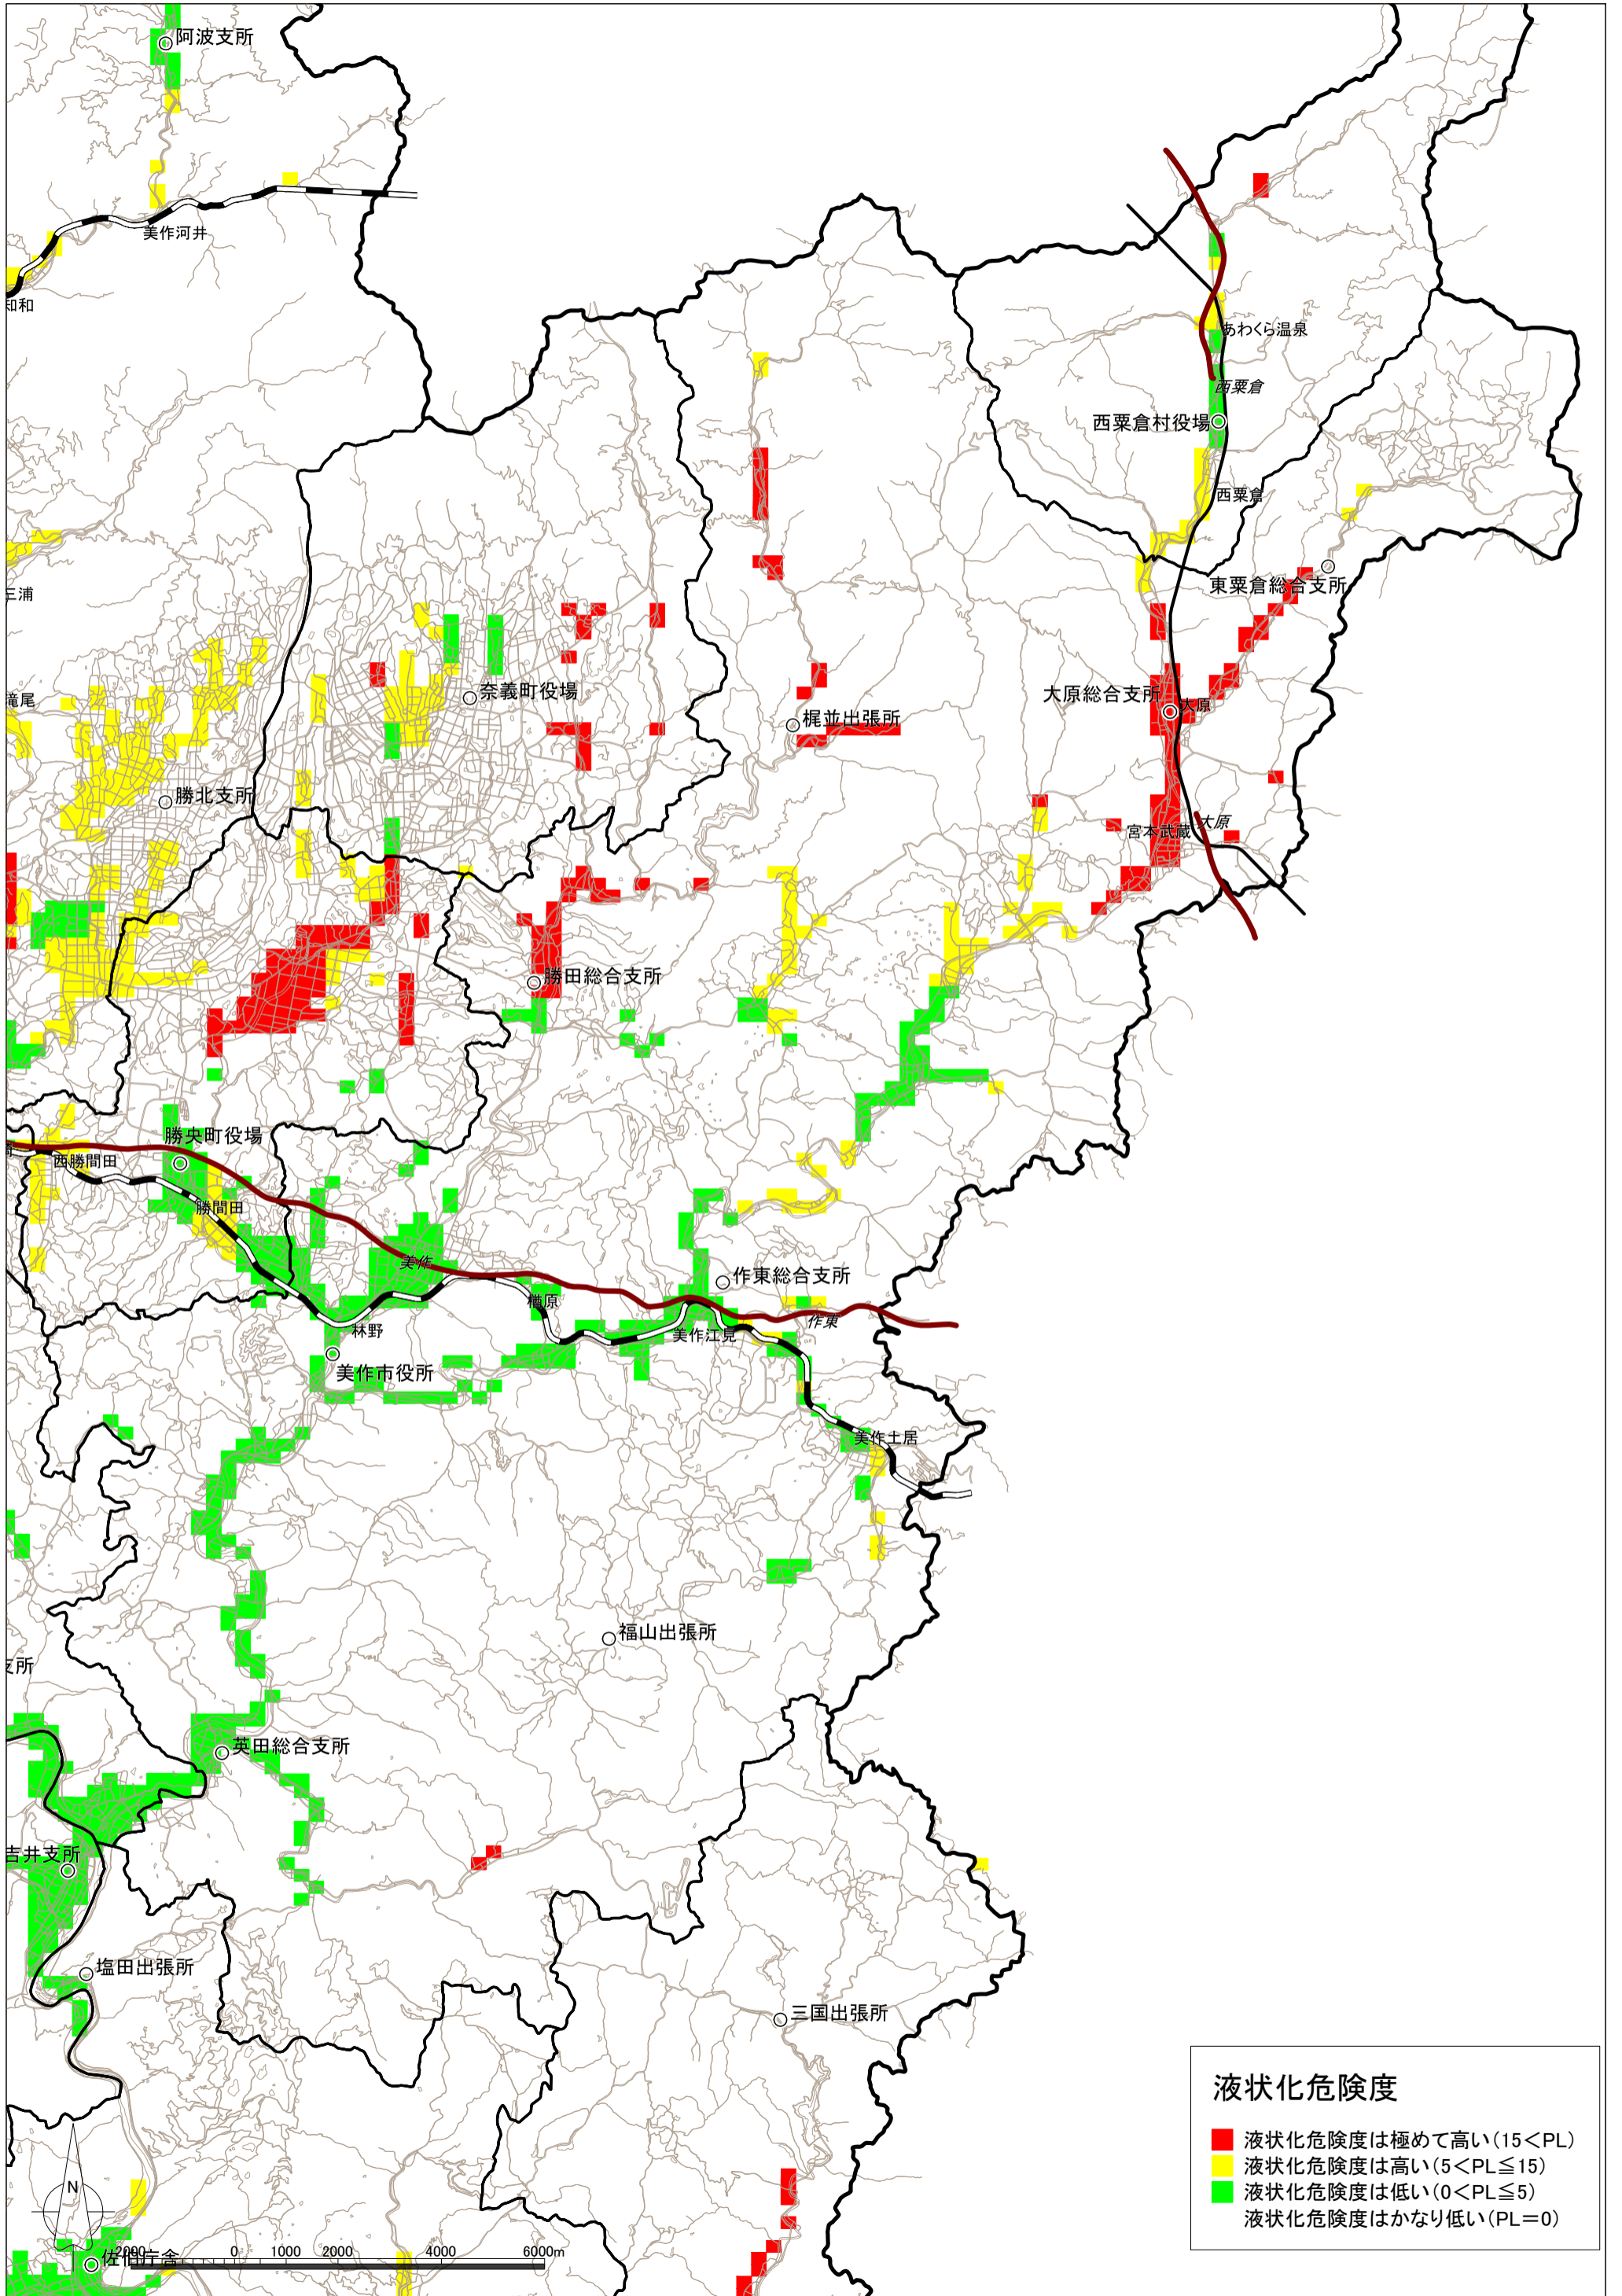 阿波支所
美作河井
知和
あわくら温泉
西粟倉
西粟倉村役場
西粟倉
東粟倉総合支所
三浦
奈義町役場
大原総合支所
大原
滝尾
梶並出張所
勝北支所
大原
宮本武蔵
勝田総合支所
勝央町役場
西勝間田
勝間田
美作
作東総合支所
楢原
作東
林野
美作江見
美作市役所
美作土居
福山出張所
支所
英田総合支所
吉井支所
塩田出張所
三国出張所
液状化危険度
液状化危険度は極めて高い(15<PL)
液状化危険度は高い(5<PL≦15)
液状化危険度は低い(0<PL≦5)
液状化危険度はかなり低い(PL=0)
N
佐伯庁舎
2000 0 1000 2000 4000 6000m